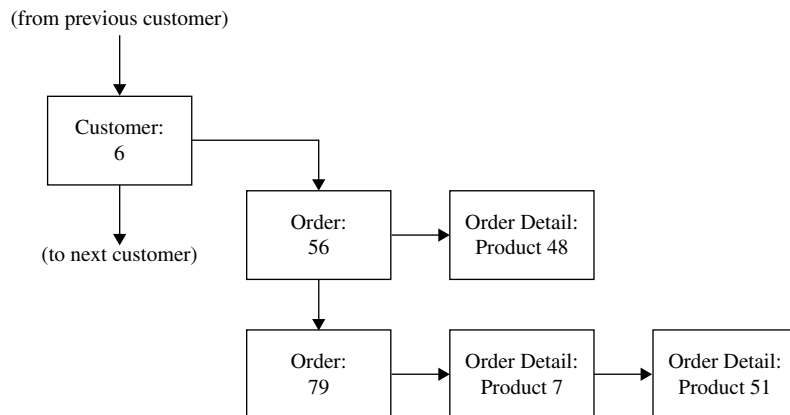 (from previous customer)
Customer:
6
(to next customer)
Order:
56
Order Detail:
Product 48
Order:
79
Order Detail:
Product 7
Order Detail:
Product 51